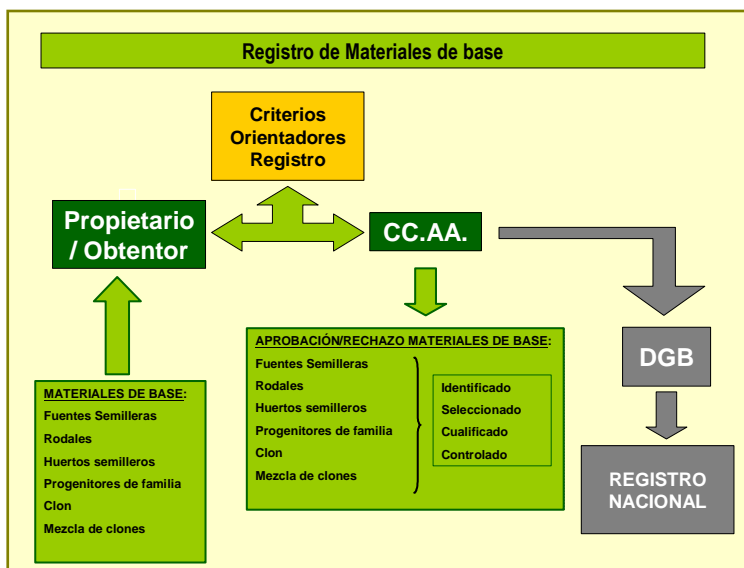 Registro de Materiales de base
Criterios
Orientadores
Registro
Propietario
/ Obtentor
CC.AA.
DGB
REGISTRO
NACIONAL
MATERIALES DE BASE:
Fuentes Semilleras
Rodales
Huertos semilleros
Progenitores de familia
Clon
Mezcla de clones
APROBACIÓN/RECHAZO MATERIALES DE BASE:
Fuentes Semilleras
Rodales
Huertos semilleros
Progenitores de familia
Clon
Mezcla de clones
Identificado
Seleccionado
Cualificado
Controlado